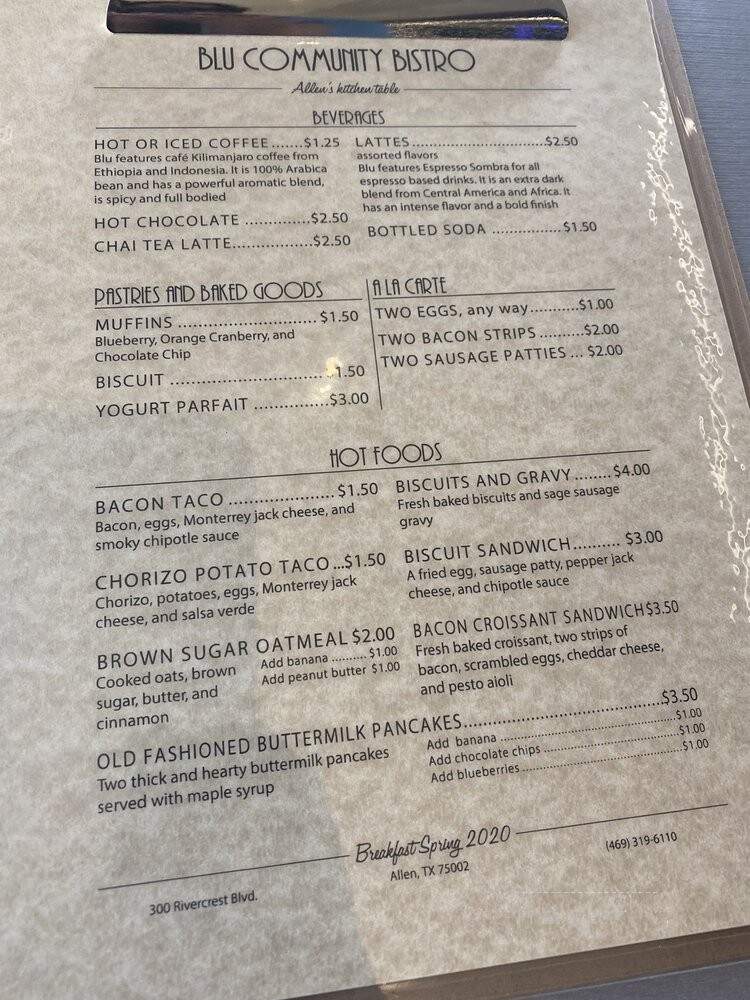 BLU COMMUNITY BISTRO
Allen's kitchen table
BEVERAGES
HOT OR ICED COFFEE.......$1.25
Blu features café Kilimanjaro coffee from
Ethiopia and Indonesia. It is 100% Arabica
bean and has a powerful aromatic blend,
is spicy and full bodied
HOT CHOCOLATE .............$2.50
CHAI TEA LATTE................$2.50
LATTES.................................$2.50
assorted flavors
Blu features Espresso Sombra for all
espresso based drinks. It is an extra dark
blend from Central America and Africa. It
has an intense flavor and a bold finish
BOTTLED SODA ..............$1.50
PASTRIES AND BAKED GOODS
MUFFINS ............................ $1.50
Blueberry, Orange Cranberry, and
Chocolate Chip
BISCUIT ...............................1.50
YOGURT PARFAIT ...............$3.00
A LA CARTE
TWO EGGS, any way...........$1.00
TWO BACON STRIPS ..........$2.00
TWO SAUSAGE PATTIES ... $2.00
HOT FOODS
BACON TACO ..................... $1.50
Bacon, eggs, Monterrey jack cheese, and
smoky chipotle sauce
CHORIZO POTATO TACO ...$1.50
Chorizo, potatoes, eggs, Monterrey jack
cheese, and salsa verde
BROWN SUGAR OATMEAL $2.00
Cooked oats, brown
sugar, butter, and
cinnamon
Add banana .......... $1.00
Add peanut butter $1.00
BISCUITS AND GRAVY ........ $4.00
Fresh baked biscuits and sage sausage
gravy
BISCUIT SANDWICH.......... $3.00
A fried egg, sausage patty, pepper jack
cheese, and chipotle sauce
BACON CROISSANT SANDWICH$3.50
Fresh baked croissant, two strips of
bacon, scrambled eggs, cheddar cheese,
and pesto aioli
OLD FASHIONED BUTTERMILK PANCAKES........................................$3.50
Two thick and hearty buttermilk pancakes
served with maple syrup
Add banana .............................................$1.00
Add chocolate chips ..................................$1.00
Add blueberries.........................................$1.00
Breakfast Spring 2020
300 Rivercrest Blvd.
Allen, TX 75002
(469) 319-6110